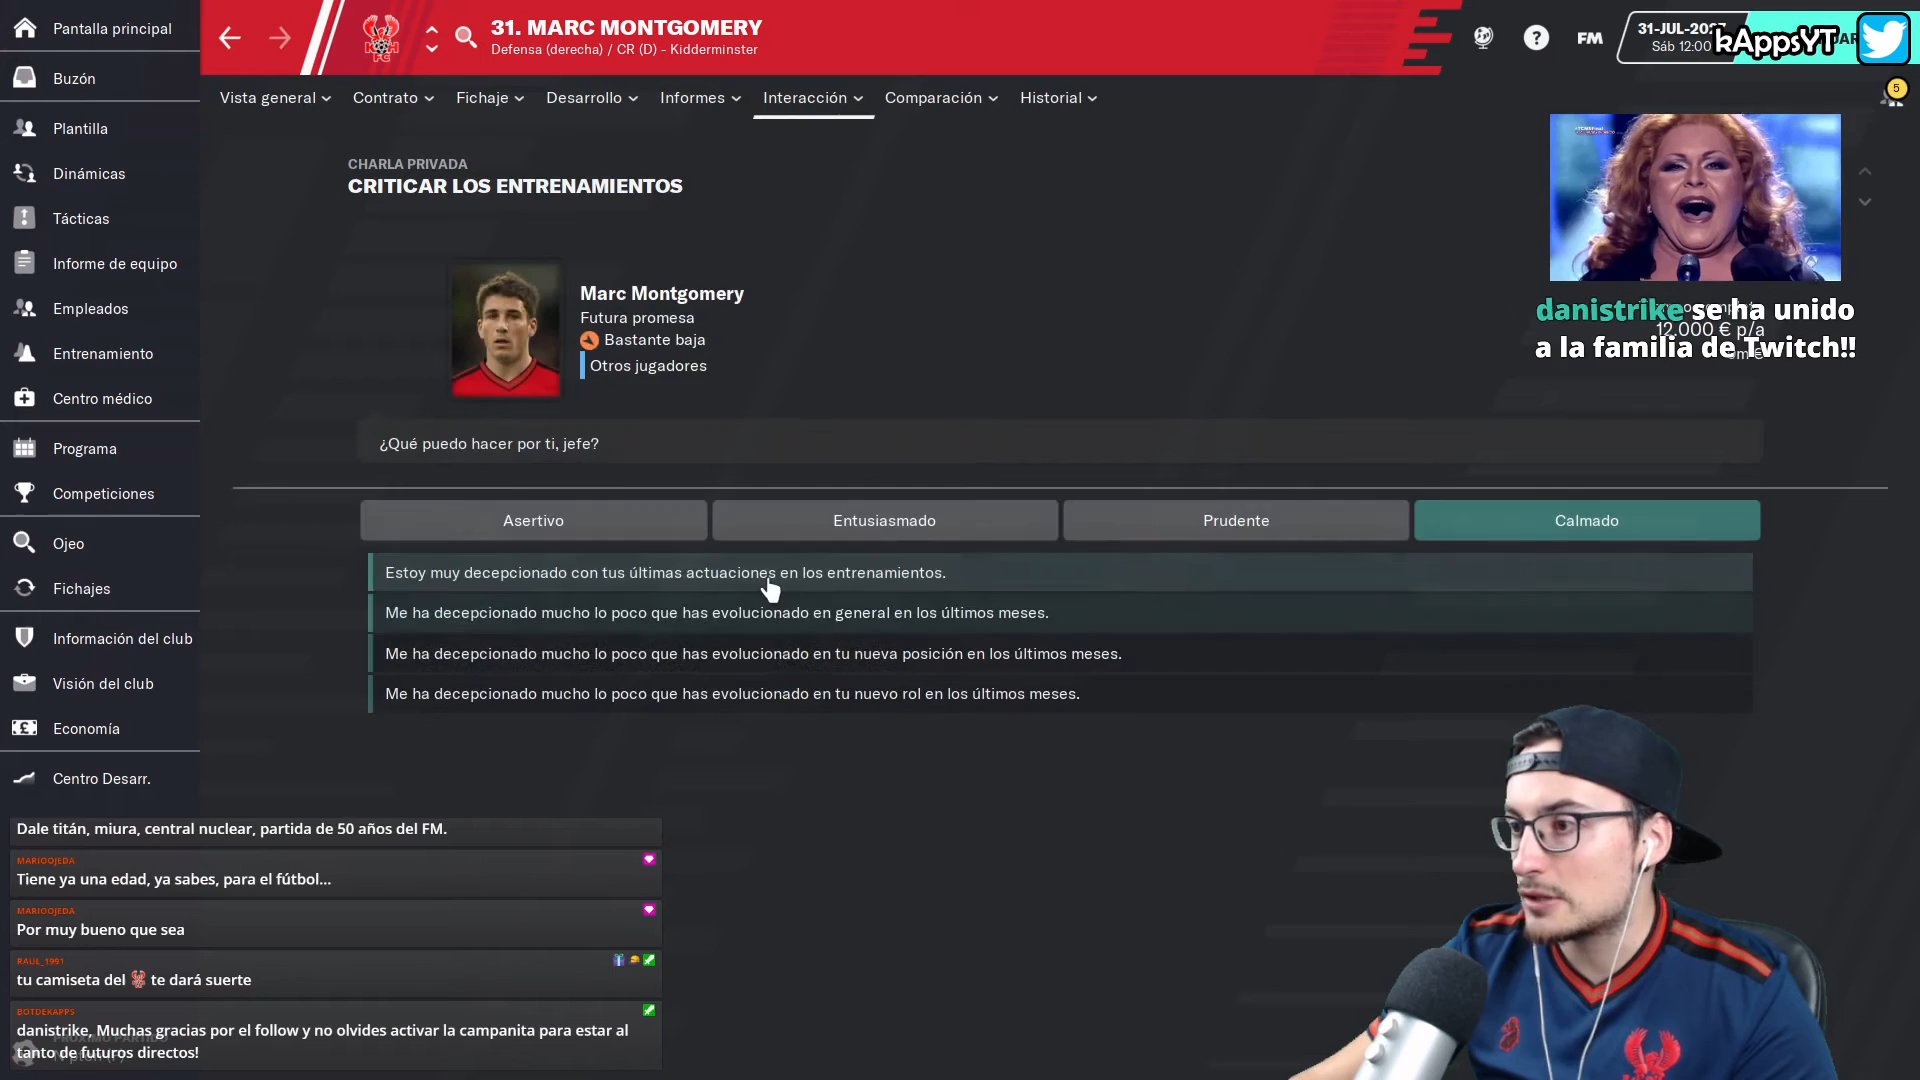 Pantalla principal
Buzón
Plantilla
Dinámicas
Tácticas
Informe de equipo
Empleados
Entrenamiento
Centro médico
Programa
Competiciones
Ojeo
Fichajes
Información del club
Visión del club
Economía
Centro Desarr.
31. MARC MONTGOMERY
Defensa (derecha) / CR (D) - Kidderminster
FM
31-JUL-2027
Sáb 12:00
kAppsYT
5
Vista general
Contrato
Fichaje
Desarrollo
Informes
Interacción
Comparación
Historial
CHARLA PRIVADA
CRITICAR LOS ENTRENAMIENTOS
Marc Montgomery
Futura promesa
Bastante baja
Otros jugadores
danistrike se ha unido
12.000 € p/a
a la familia de Twitch!!
¿Qué puedo hacer por ti, jefe?
Asertivo
Entusiasmado
Prudente
Calmado
Estoy muy decepcionado con tus últimas actuaciones en los entrenamientos.
Me ha decepcionado mucho lo poco que has evolucionado en general en los últimos meses.
Me ha decepcionado mucho lo poco que has evolucionado en tu nueva posición en los últimos meses.
Me ha decepcionado mucho lo poco que has evolucionado en tu nuevo rol en los últimos meses.
Dale titán, miura, central nuclear, partida de 50 años del FM.
MARIOOJEDA
Tiene ya una edad, ya sabes, para el fútbol...
MARIOOJEDA
Por muy bueno que sea
RAUL_1991
tu camiseta del te dará suerte
BOTDEKAPPS
danistrike, Muchas gracias por el follow y no olvides activar la campanita para estar al
tanto de futuros directos!